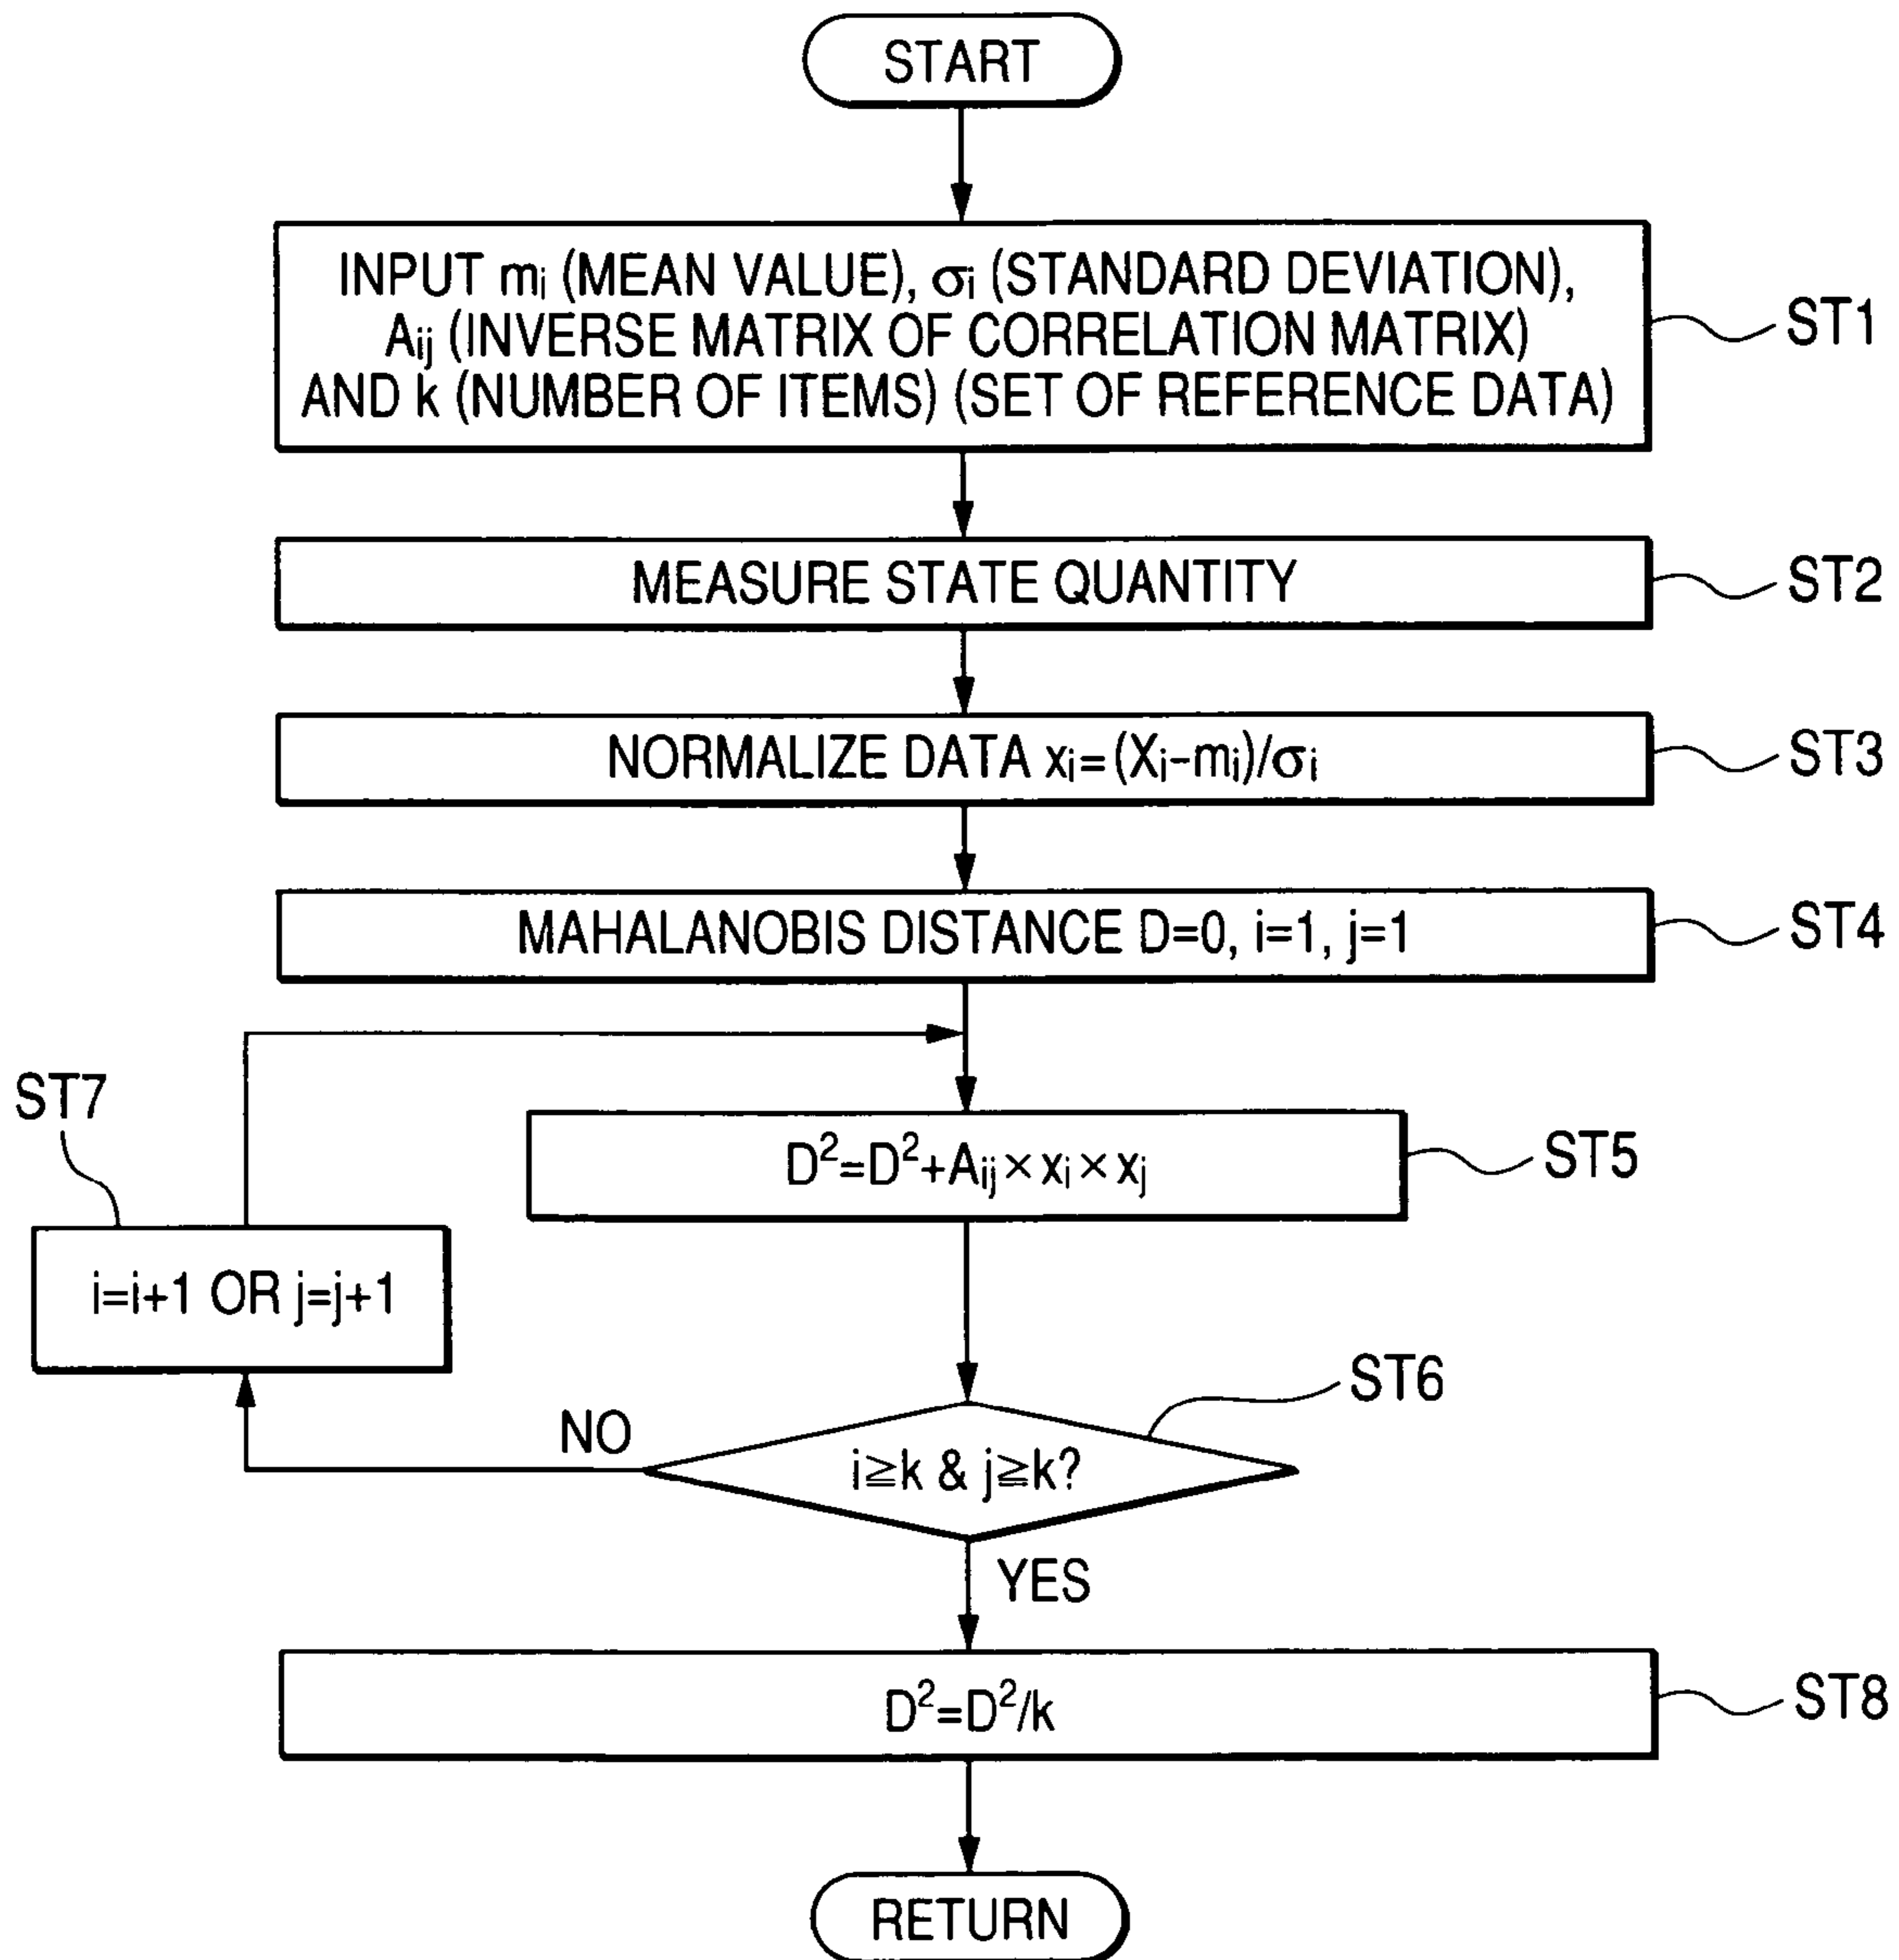 START
INPUT mᵢ (MEAN VALUE), σᵢ (STANDARD DEVIATION),
Aᵢⱼ (INVERSE MATRIX OF CORRELATION MATRIX)
AND k (NUMBER OF ITEMS) (SET OF REFERENCE DATA)
ST1
MEASURE STATE QUANTITY
ST2
NORMALIZE DATA xᵢ=(Xᵢ-mᵢ)/σᵢ
ST3
MAHALANOBIS DISTANCE D=0, i=1, j=1
ST4
ST7
D²=D²+Aᵢⱼ×xᵢ×xⱼ
ST5
i=i+1 OR j=j+1
ST6
NO
i≧k & j≧k?
YES
D²=D²/k
ST8
RETURN